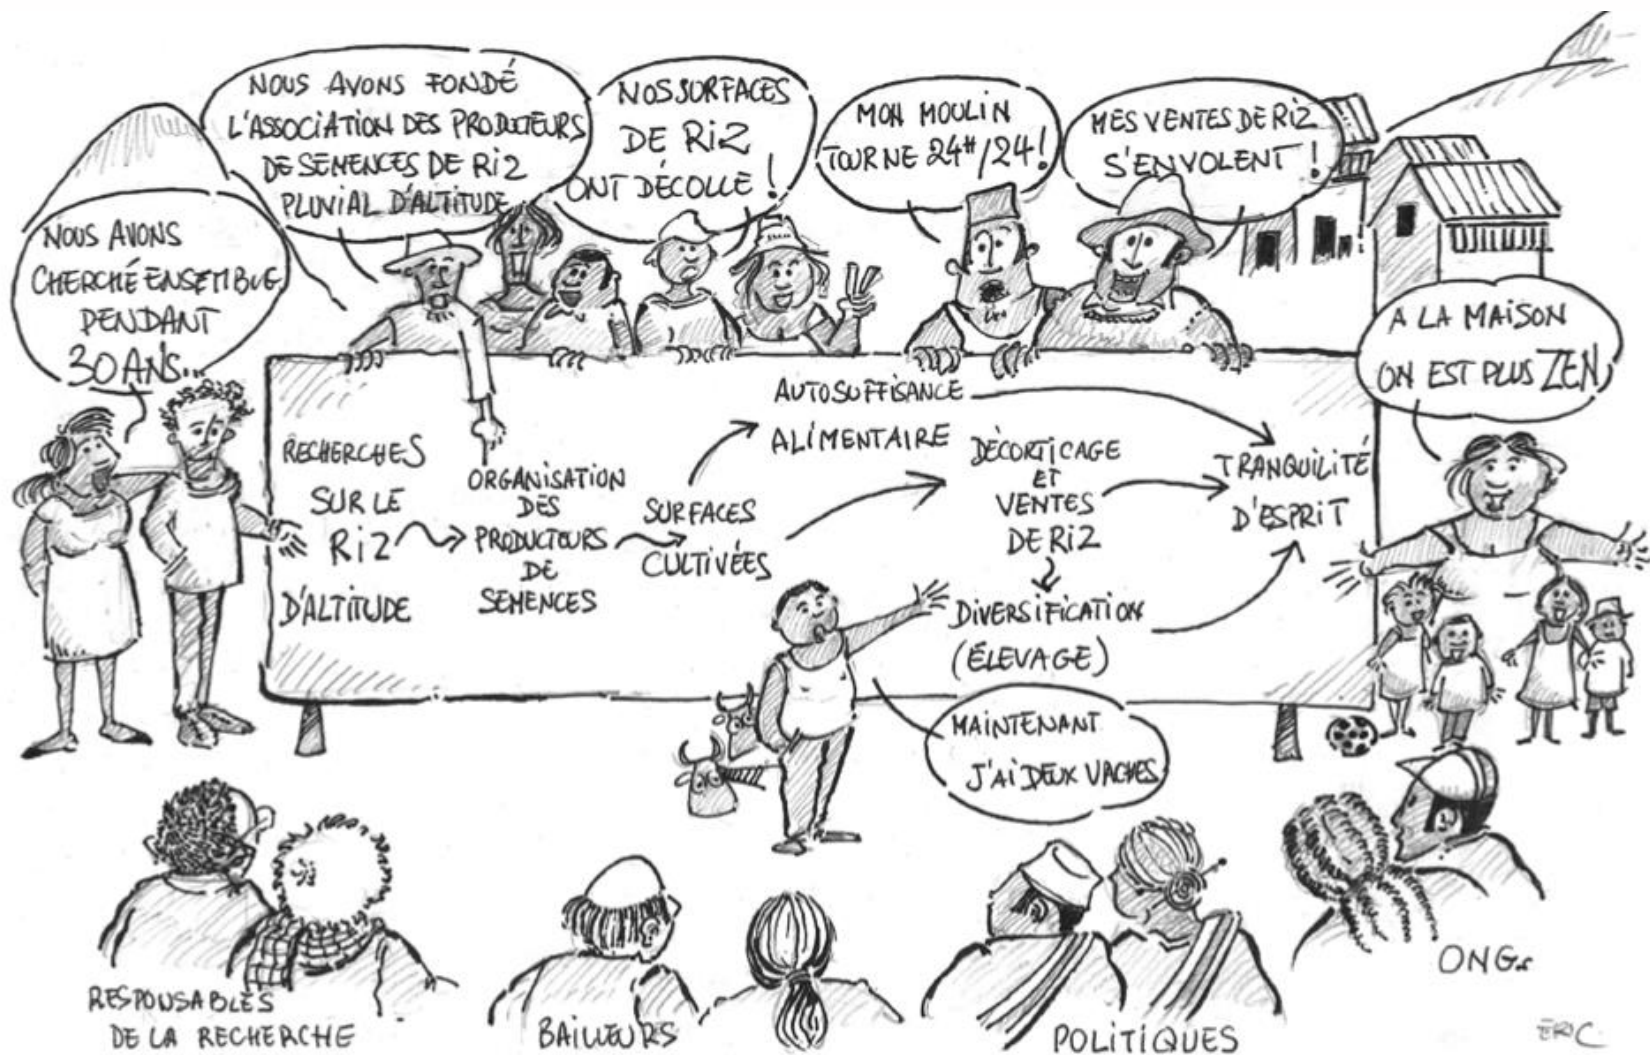 NOUS AVONS FONDÉ
L'ASSOCIATION DES PRODUCTEURS
DE SEMENCES DE RIZ
PLUVIAL D'ALTITUDE
NOS SURFACES
DE RIZ
ONT DÉCOLLÉ !
MON MOULIN
TOURNE 24H/24 !
MES VENTES DE RIZ
S'ENVOLENT !
NOUS AVONS
CHERCHÉ ENSEMBLE
PENDANT
30 ANS...
A LA MAISON
ON EST PLUS ZEN
RECHERCHES
SUR LE
RIZ
D'ALTITUDE
ORGANISATION
DES
PRODUCTEURS
DE
SEMENCES
SURFACES
CULTIVÉES
AUTOSUFFISANCE
ALIMENTAIRE
DÉCORTICAGE
ET
VENTES
DE RIZ
DIVERSIFICATION
(ÉLEVAGE)
TRANQUILITÉ
D'ESPRIT
MAINTENANT
J'AI DEUX VACHES
RESPONSABLES
DE LA RECHERCHE
BAILLEURS
POLITIQUES
ONGs
ÉRIC